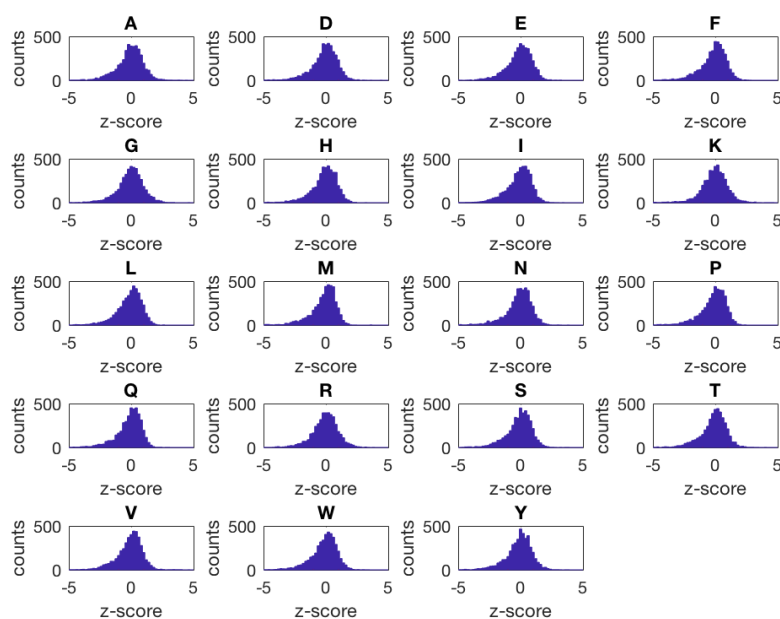 A D E F
counts 500 0 counts 500 0 counts 500 0 counts 500 0
-5 0 5 -5 0 5 -5 0 5 -5 0 5
z-score z-score z-score z-score
G H I K
counts 500 0 counts 500 0 counts 500 0 counts 500 0
-5 0 5 -5 0 5 -5 0 5 -5 0 5
z-score z-score z-score z-score
L M N P
counts 500 0 counts 500 0 counts 500 0 counts 500 0
-5 0 5 -5 0 5 -5 0 5 -5 0 5
z-score z-score z-score z-score
Q R S T
counts 500 0 counts 500 0 counts 500 0 counts 500 0
-5 0 5 -5 0 5 -5 0 5 -5 0 5
z-score z-score z-score z-score
V W Y
counts 500 0 counts 500 0 counts 500 0
-5 0 5 -5 0 5 -5 0 5
z-score z-score z-score